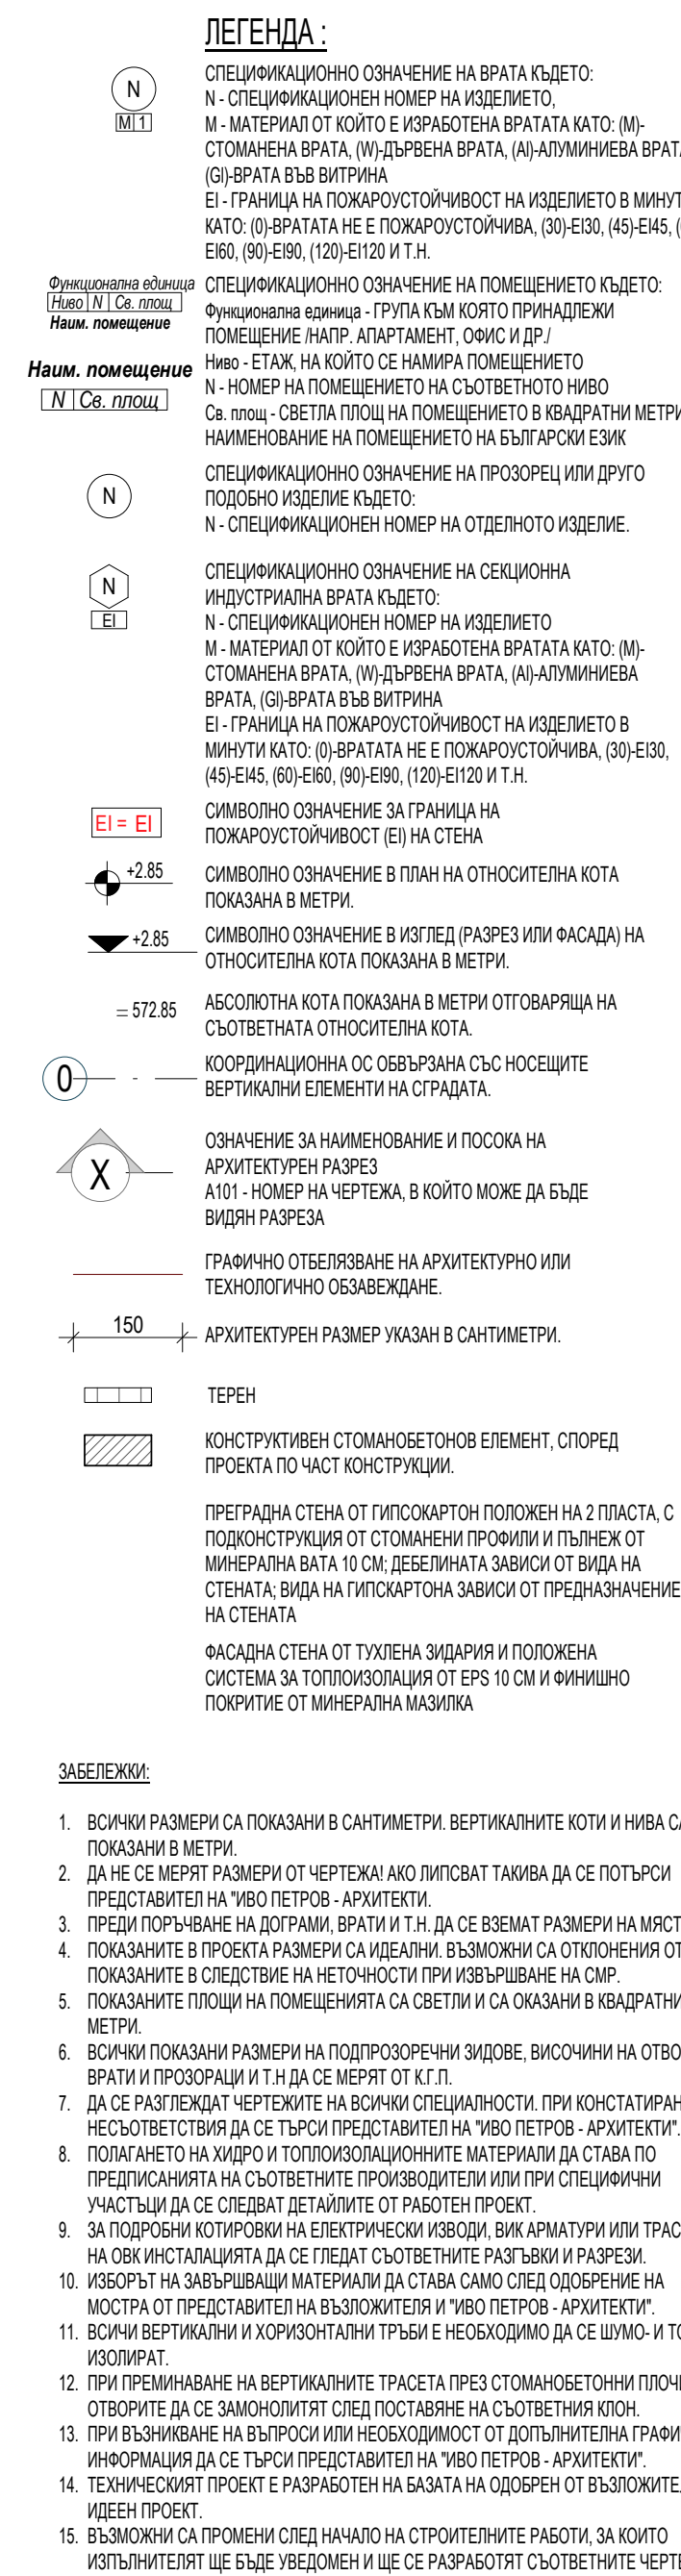 ЛЕГЕНДА :
N
M 1
СПЕЦИФИКАЦИОННО ОЗНАЧЕНИЕ НА ВРАТА КЪДЕТО:
N - СПЕЦИФИКАЦИОНЕН НОМЕР НА ИЗДЕЛИЕТО,
М - МАТЕРИАЛ ОТ КОЙТО Е ИЗРАБОТЕНА ВРАТАТА КАТО: (М)-
СТОМАНЕНА ВРАТА, (W)-ДЪРВЕНА ВРАТА, (Al)-АЛУМИНИЕВА ВРАТА
(Gl)-ВРАТА ВЪВ ВИТРИНА
EI - ГРАНИЦА НА ПОЖАРОУСТОЙЧИВОСТ НА ИЗДЕЛИЕТО В МИНУТ
КАТО: (0)-ВРАТАТА НЕ Е ПОЖАРОУСТОЙЧИВА, (30)-EI30, (45)-EI45, (
EI60, (90)-EI90, (120)-EI120 И Т.Н.
Функционална единица
Ниво N Св. площ
Наим. помещение
Наим. помещение
N Св. площ
СПЕЦИФИКАЦИОННО ОЗНАЧЕНИЕ НА ПОМЕЩЕНИЕТО КЪДЕТО:
Функционална единица - ГРУПА КЪМ КОЯТО ПРИНАДЛЕЖИ
ПОМЕЩЕНИЕ /НАПР. АПАРТАМЕНТ, ОФИС И ДР./
Ниво - ЕТАЖ, НА КОЙТО СЕ НАМИРА ПОМЕЩЕНИЕТО
N - НОМЕР НА ПОМЕЩЕНИЕТО НА СЪОТВЕТНОТО НИВО
Св. площ - СВЕТЛА ПЛОЩ НА ПОМЕЩЕНИЕТО В КВАДРАТНИ МЕТРИ
НАИМЕНОВАНИЕ НА ПОМЕЩЕНИЕТО НА БЪЛГАРСКИ ЕЗИК
N
СПЕЦИФИКАЦИОННО ОЗНАЧЕНИЕ НА ПРОЗОРЕЦ ИЛИ ДРУГО
ПОДОБНО ИЗДЕЛИЕ КЪДЕТО:
N - СПЕЦИФИКАЦИОНЕН НОМЕР НА ОТДЕЛНОТО ИЗДЕЛИЕ.
N
EI
СПЕЦИФИКАЦИОННО ОЗНАЧЕНИЕ НА СЕКЦИОННА
ИНДУСТРИАЛНА ВРАТА КЪДЕТО:
N - СПЕЦИФИКАЦИОНЕН НОМЕР НА ИЗДЕЛИЕТО
М - МАТЕРИАЛ ОТ КОЙТО Е ИЗРАБОТЕНА ВРАТАТА КАТО: (М)-
СТОМАНЕНА ВРАТА, (W)-ДЪРВЕНА ВРАТА, (Al)-АЛУМИНИЕВА
ВРАТА, (Gl)-ВРАТА ВЪВ ВИТРИНА
EI - ГРАНИЦА НА ПОЖАРОУСТОЙЧИВОСТ НА ИЗДЕЛИЕТО В
МИНУТИ КАТО: (0)-ВРАТАТА НЕ Е ПОЖАРОУСТОЙЧИВА, (30)-EI30,
(45)-EI45, (60)-EI60, (90)-EI90, (120)-EI120 И Т.Н.
EI = EI
СИМВОЛНО ОЗНАЧЕНИЕ ЗА ГРАНИЦА НА
ПОЖАРОУСТОЙЧИВОСТ (EI) НА СТЕНА
+2.85
СИМВОЛНО ОЗНАЧЕНИЕ В ПЛАН НА ОТНОСИТЕЛНА КОТА
ПОКАЗАНА В МЕТРИ.
+2.85
СИМВОЛНО ОЗНАЧЕНИЕ В ИЗГЛЕД (РАЗРЕЗ ИЛИ ФАСАДА) НА
ОТНОСИТЕЛНА КОТА ПОКАЗАНА В МЕТРИ.
= 572.85
АБСОЛЮТНА КОТА ПОКАЗАНА В МЕТРИ ОТГОВАРЯЩА НА
СЪОТВЕТНАТА ОТНОСИТЕЛНА КОТА.
0
КООРДИНАЦИОННА ОС ОБВЪРЗАНА СЪС НОСЕЩИТЕ
ВЕРТИКАЛНИ ЕЛЕМЕНТИ НА СГРАДАТА.
X
ОЗНАЧЕНИЕ ЗА НАИМЕНОВАНИЕ И ПОСОКА НА
АРХИТЕКТУРЕН РАЗРЕЗ
А101 - НОМЕР НА ЧЕРТЕЖА, В КОЙТО МОЖЕ ДА БЪДЕ
ВИДЯН РАЗРЕЗА
ГРАФИЧНО ОТБЕЛЯЗВАНЕ НА АРХИТЕКТУРНО ИЛИ
ТЕХНОЛОГИЧНО ОБЗАВЕЖДАНЕ.
150
АРХИТЕКТУРЕН РАЗМЕР УКАЗАН В САНТИМЕТРИ.
ТЕРЕН
КОНСТРУКТИВЕН СТОМАНОБЕТОНОВ ЕЛЕМЕНТ, СПОРЕД
ПРОЕКТА ПО ЧАСТ КОНСТРУКЦИИ.
ПРЕГРАДНА СТЕНА ОТ ГИПСОКАРТОН ПОЛОЖЕН НА 2 ПЛАСТА, С
ПОДКОНСТРУКЦИЯ ОТ СТОМАНЕНИ ПРОФИЛИ И ПЪЛНЕЖ ОТ
МИНЕРАЛНА ВАТА 10 СМ; ДЕБЕЛИНАТА ЗАВИСИ ОТ ВИДА НА
СТЕНАТА; ВИДА НА ГИПСКАРТОНА ЗАВИСИ ОТ ПРЕДНАЗНАЧЕНИЕ
НА СТЕНАТА
ФАСАДНА СТЕНА ОТ ТУХЛЕНА ЗИДАРИЯ И ПОЛОЖЕНА
СИСТЕМА ЗА ТОПЛОИЗОЛАЦИЯ ОТ EPS 10 СМ И ФИНИШНО
ПОКРИТИЕ ОТ МИНЕРАЛНА МАЗИЛКА
ЗАБЕЛЕЖКИ:
1. ВСИЧКИ РАЗМЕРИ СА ПОКАЗАНИ В САНТИМЕТРИ. ВЕРТИКАЛНИТЕ КОТИ И НИВА СА
ПОКАЗАНИ В МЕТРИ.
2. ДА НЕ СЕ МЕРЯТ РАЗМЕРИ ОТ ЧЕРТЕЖА! АКО ЛИПСВАТ ТАКИВА ДА СЕ ПОТЪРСИ
ПРЕДСТАВИТЕЛ НА "ИВО ПЕТРОВ - АРХИТЕКТИ.
3. ПРЕДИ ПОРЪЧВАНЕ НА ДОГРАМИ, ВРАТИ И Т.Н. ДА СЕ ВЗЕМАТ РАЗМЕРИ НА МЯСТ
4. ПОКАЗАНИТЕ В ПРОЕКТА РАЗМЕРИ СА ИДЕАЛНИ. ВЪЗМОЖНИ СА ОТКЛОНЕНИЯ ОТ
ПОКАЗАНИТЕ В СЛЕДСТВИЕ НА НЕТОЧНОСТИ ПРИ ИЗВЪРШВАНЕ НА СМР.
5. ПОКАЗАНИТЕ ПЛОЩИ НА ПОМЕЩЕНИЯТА СА СВЕТЛИ И СА ОКАЗАНИ В КВАДРАТНИ
МЕТРИ.
6. ВСИЧКИ ПОКАЗАНИ РАЗМЕРИ НА ПОДПРОЗОРЕЧНИ ЗИДОВЕ, ВИСОЧИНИ НА ОТВО
ВРАТИ И ПРОЗОРАЦИ И Т.Н ДА СЕ МЕРЯТ ОТ К.Г.П.
7. ДА СЕ РАЗГЛЕЖДАТ ЧЕРТЕЖИТЕ НА ВСИЧКИ СПЕЦИАЛНОСТИ. ПРИ КОНСТАТИРАН
НЕСЪОТВЕТСТВИЯ ДА СЕ ТЪРСИ ПРЕДСТАВИТЕЛ НА "ИВО ПЕТРОВ - АРХИТЕКТИ".
8. ПОЛАГАНЕТО НА ХИДРО И ТОПЛОИЗОЛАЦИОННИТЕ МАТЕРИАЛИ ДА СТАВА ПО
ПРЕДПИСАНИЯТА НА СЪОТВЕТНИТЕ ПРОИЗВОДИТЕЛИ ИЛИ ПРИ СПЕЦИФИЧНИ
УЧАСТЪЦИ ДА СЕ СЛЕДВАТ ДЕТАЙЛИТЕ ОТ РАБОТЕН ПРОЕКТ.
9. ЗА ПОДРОБНИ КОТИРОВКИ НА ЕЛЕКТРИЧЕСКИ ИЗВОДИ, ВИК АРМАТУРИ ИЛИ ТРАС
НА ОВК ИНСТАЛАЦИЯТА ДА СЕ ГЛЕДАТ СЪОТВЕТНИТЕ РАЗГЪВКИ И РАЗРЕЗИ.
10. ИЗБОРЪТ НА ЗАВЪРШВАЩИ МАТЕРИАЛИ ДА СТАВА САМО СЛЕД ОДОБРЕНИЕ НА
МОСТРА ОТ ПРЕДСТАВИТЕЛ НА ВЪЗЛОЖИТЕЛЯ И "ИВО ПЕТРОВ - АРХИТЕКТИ".
11. ВСИЧИ ВЕРТИКАЛНИ И ХОРИЗОНТАЛНИ ТРЪБИ Е НЕОБХОДИМО ДА СЕ ШУМО- И ТО
ИЗОЛИРАТ.
12. ПРИ ПРЕМИНАВАНЕ НА ВЕРТИКАЛНИТЕ ТРАСЕТА ПРЕЗ СТОМАНОБЕТОННИ ПЛОЧИ
ОТВОРИТЕ ДА СЕ ЗАМОНОЛИТЯТ СЛЕД ПОСТАВЯНЕ НА СЪОТВЕТНИЯ КЛОН.
13. ПРИ ВЪЗНИКВАНЕ НА ВЪПРОСИ ИЛИ НЕОБХОДИМОСТ ОТ ДОПЪЛНИТЕЛНА ГРАФИ
ИНФОРМАЦИЯ ДА СЕ ТЪРСИ ПРЕДСТАВИТЕЛ НА "ИВО ПЕТРОВ - АРХИТЕКТИ".
14. ТЕХНИЧЕСКИЯТ ПРОЕКТ Е РАЗРАБОТЕН НА БАЗАТА НА ОДОБРЕН ОТ ВЪЗЛОЖИТЕЛ
ИДЕЕН ПРОЕКТ.
15. ВЪЗМОЖНИ СА ПРОМЕНИ СЛЕД НАЧАЛО НА СТРОИТЕЛНИТЕ РАБОТИ, ЗА КОИТО
ИЗПЪЛНИТЕЛЯТ ЩЕ БЪДЕ УВЕДОМЕН И ЩЕ СЕ РАЗРАБОТЯТ СЪОТВЕТНИТЕ ЧЕРТЕ